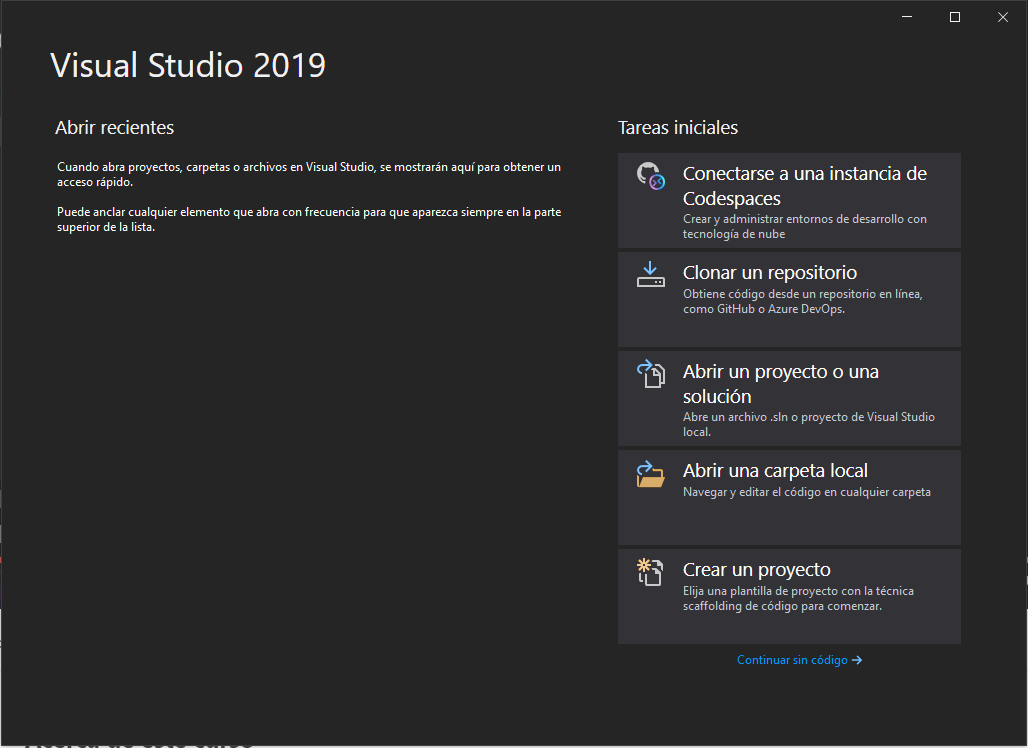 Visual Studio 2019
Abrir recientes
Cuando abra proyectos, carpetas o archivos en Visual Studio, se mostrarán aquí para obtener un
acceso rápido.
Puede anclar cualquier elemento que abra con frecuencia para que aparezca siempre en la parte
superior de la lista.
Tareas iniciales
Conectarse a una instancia de
Codespaces
Crear y administrar entornos de desarrollo con
tecnología de nube
Clonar un repositorio
Obtiene código desde un repositorio en línea,
como GitHub o Azure DevOps.
Abrir un proyecto o una
solución
Abre un archivo .sln o proyecto de Visual Studio
local.
Abrir una carpeta local
Navegar y editar el código en cualquier carpeta
Crear un proyecto
Elija una plantilla de proyecto con la técnica
scaffolding de código para comenzar.
Continuar sin código